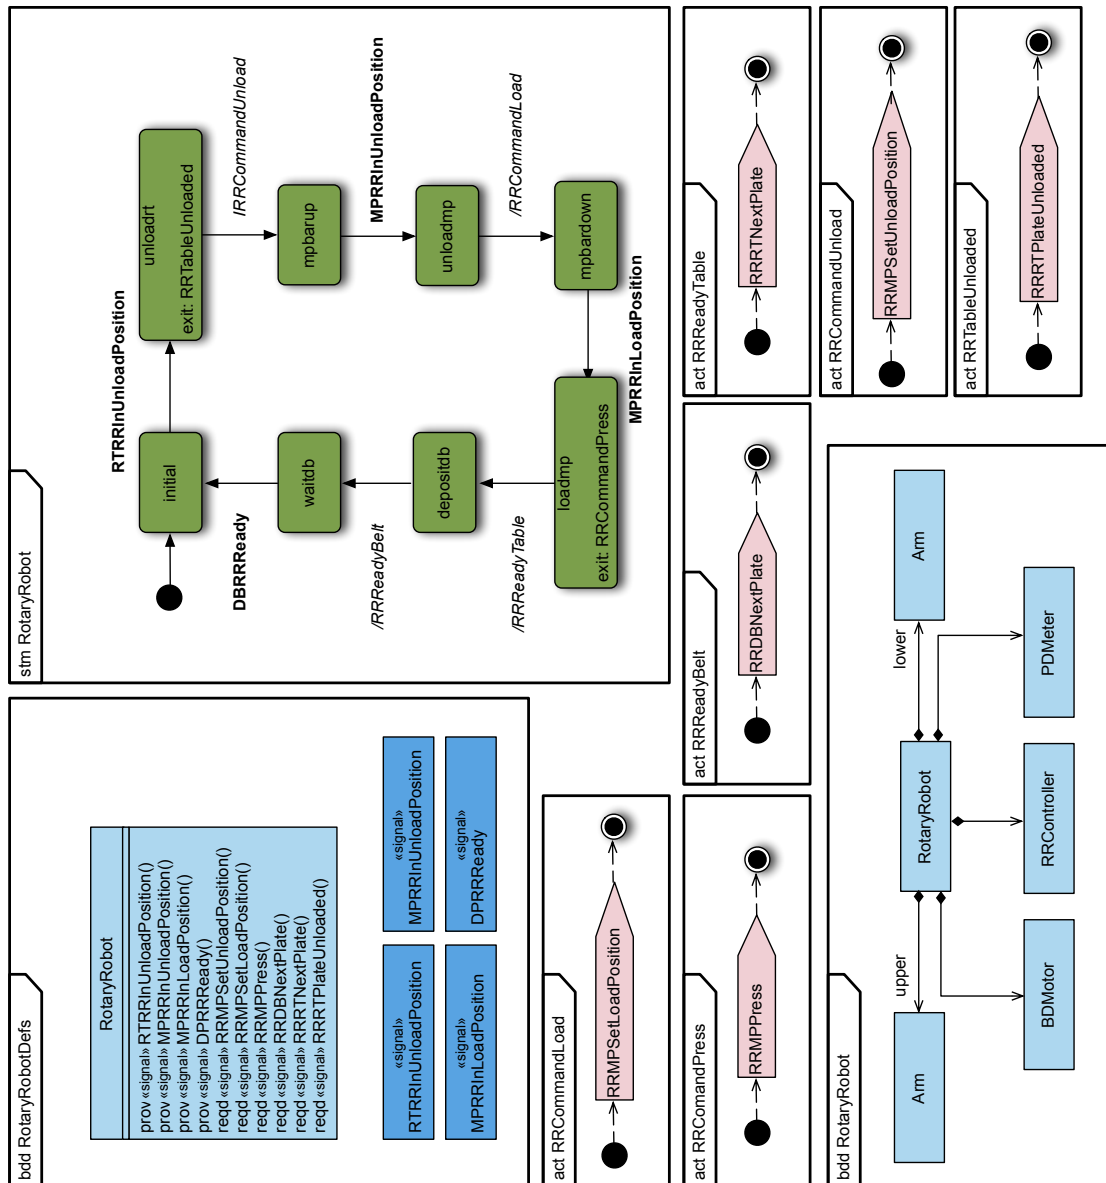 bdd RotaryRobotDefs
RotaryRobot
prov «signal» RTRRInUnloadPosition()
prov «signal» MPRRInUnloadPosition()
prov «signal» MPRRInLoadPosition()
prov «signal» DPRRReady()
reqd «signal» RRMPSetUnloadPosition()
reqd «signal» RRMPSetLoadPosition()
reqd «signal» RRMPPress()
reqd «signal» RRDBNextPlate()
reqd «signal» RRRTNextPlate()
reqd «signal» RRRTPlateUnloaded()
«signal»
RTRRInUnloadPosition
«signal»
MPRRInUnloadPosition
«signal»
MPRRInLoadPosition
«signal»
DPRRReady
stm RotaryRobot
RTRRInUnloadPosition
initial
unloadrt
exit: RRTableUnloaded
DBRRReady
IRRCommandUnload
waitdb
mpbarup
/RRReadyBelt
MPRRInUnloadPosition
depositdb
unloadmp
/RRReadyTable
/RRCommandLoad
loadmp
exit: RRCommandPress
mpbardown
MPRRInLoadPosition
act RRCommandLoad
RRMPSetLoadPosition
act RRComandPress
RRMPPress
act RRReadyBelt
RRDBNextPlate
act RRReadyTable
RRRTNextPlate
act RRCommandUnload
RRMPSetUnloadPosition
act RRTableUnloaded
RRRTPlateUnloaded
bdd RotaryRobot
Arm
upper
RotaryRobot
lower
Arm
BDMotor
RRController
PDMeter